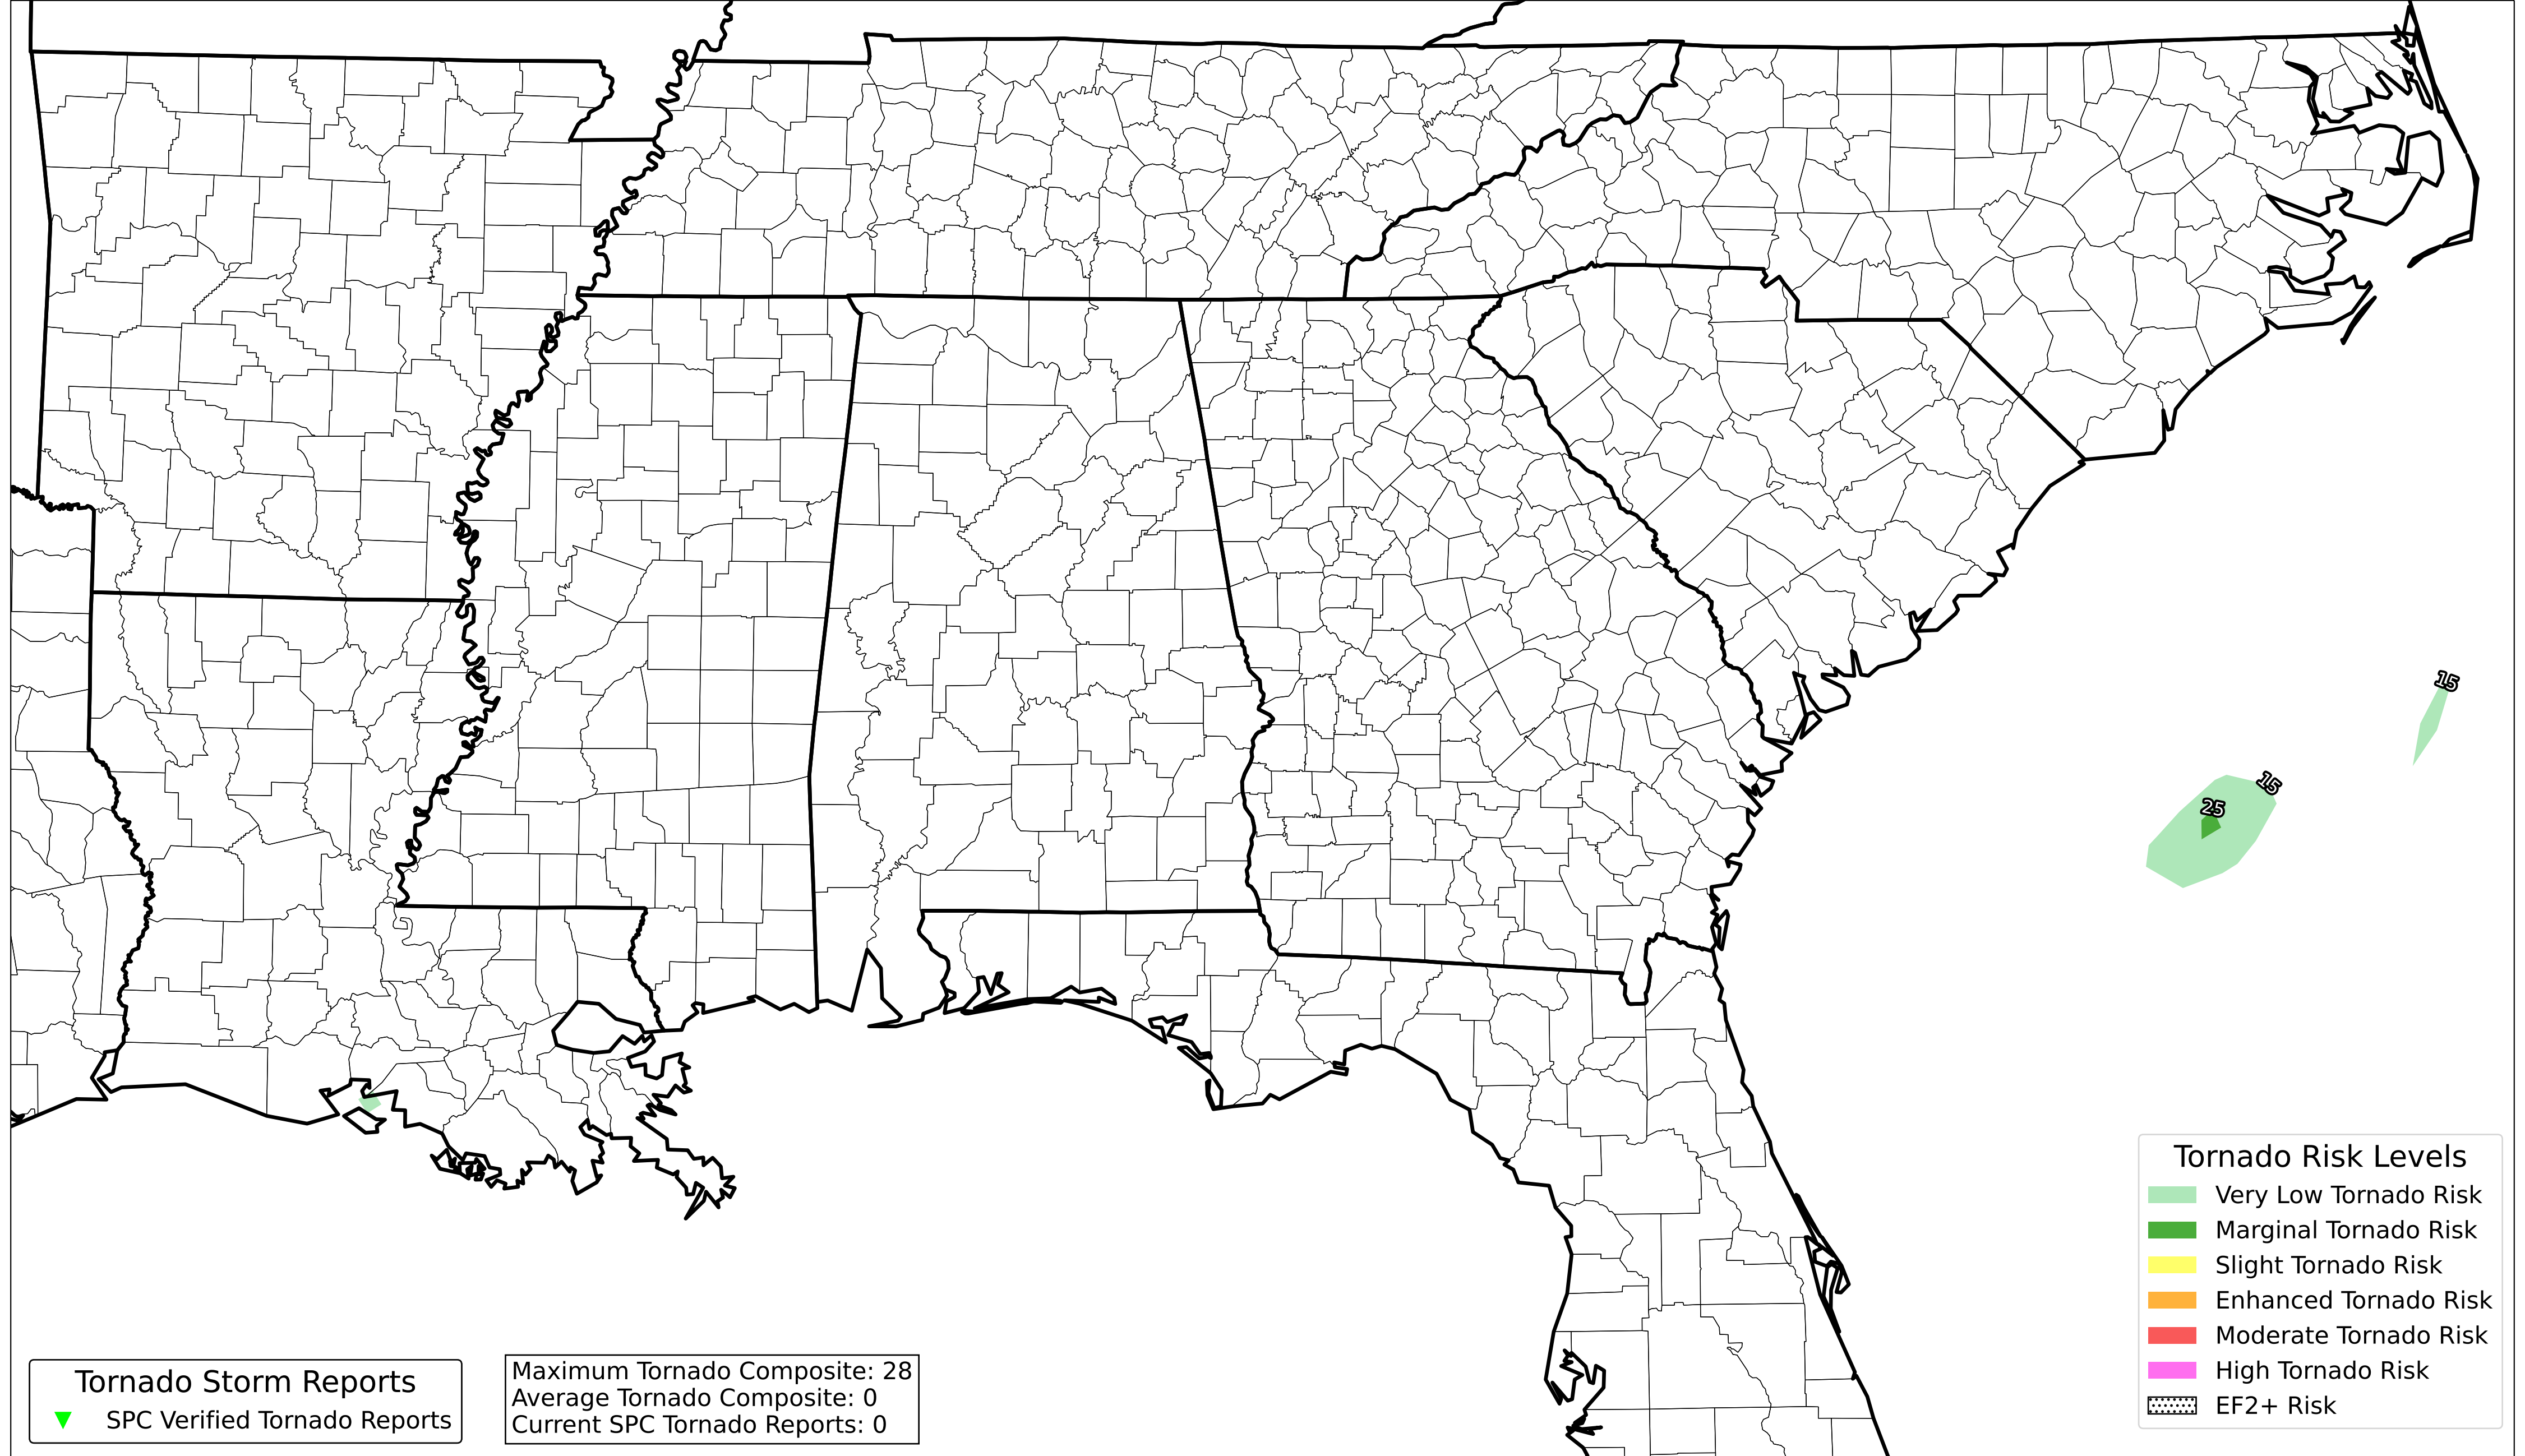 15
15
25
Tornado Risk Levels
Very Low Tornado Risk
Marginal Tornado Risk
Slight Tornado Risk
Enhanced Tornado Risk
Moderate Tornado Risk
High Tornado Risk
EF2+ Risk
Tornado Storm Reports
SPC Verified Tornado Reports
Maximum Tornado Composite: 28
Average Tornado Composite: 0
Current SPC Tornado Reports: 0